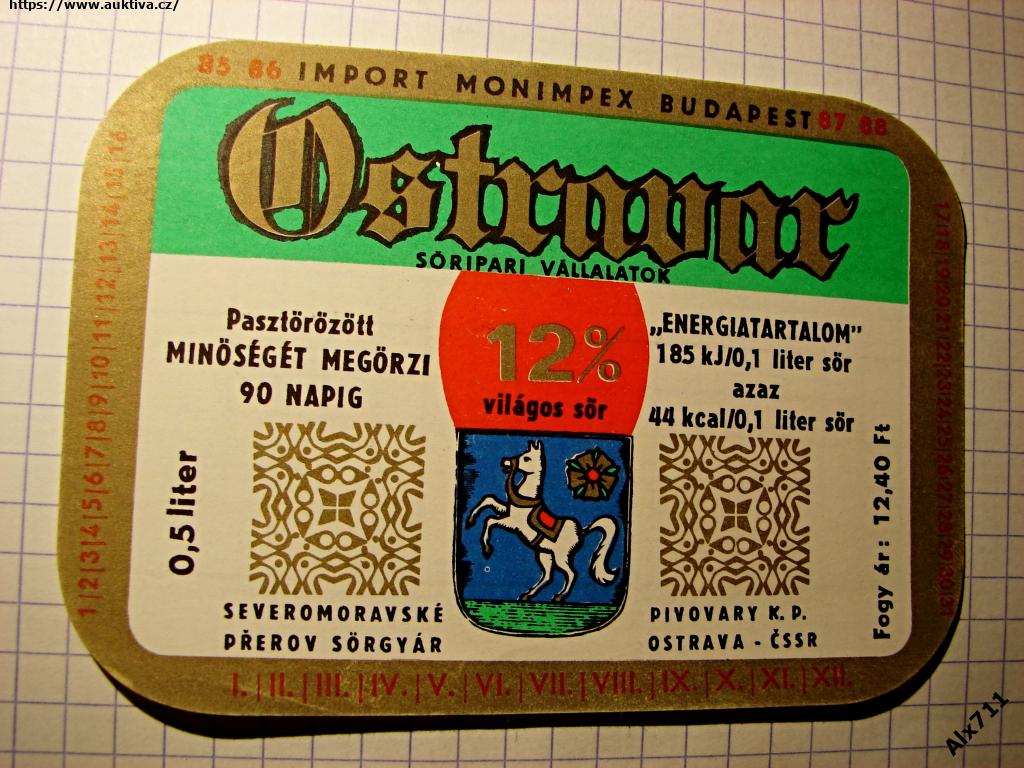 https://www.auktiva.cz/
85 86 IMPORT MONIMPEX BUDAPEST 87 88
Ostravar
SÖRIPARI VÁLLALATOK
Pasztörözött
MINŐSÉGÉT MEGŐRZI
90 NAPIG
12%
világos sör
„ENERGIATARTALOM”
185 kJ/0,1 liter sör
azaz
44 kcal/0,1 liter sör
0,5 liter
Fogy ár: 12,40 Ft
SEVEROMORAVSKÉ
PŘEROV SÖRGYÁR
PIVOVARY K. P.
OSTRAVA - ČSSR
1|2|3|4|5|6|7|8|9|10|11|12|13|14|15|16
17|18|19|20|21|22|23|24|25|26|27|28|29|30|31
I.|II.|III.|IV.|V.|VI.|VII.|VIII.|IX.|X.|XI.|XII.
Alx711